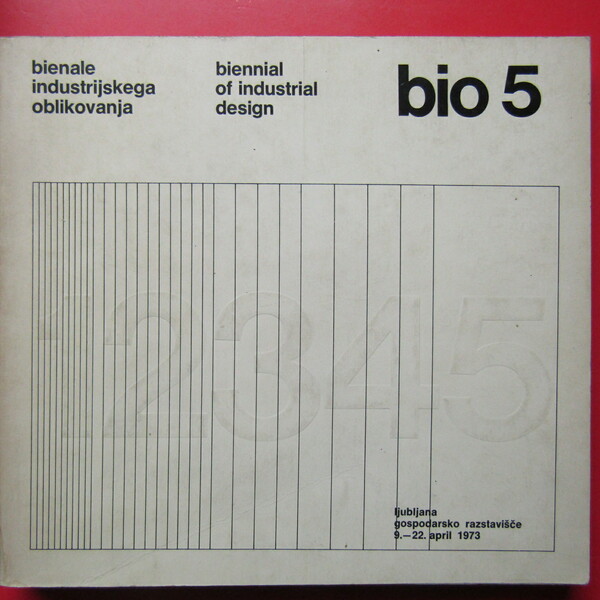 bienale
industrijskega
oblikovanja
biennial
of industrial
design
bio 5
12345
ljubljana
gospodarsko razstavišče
9.—22. april 1973